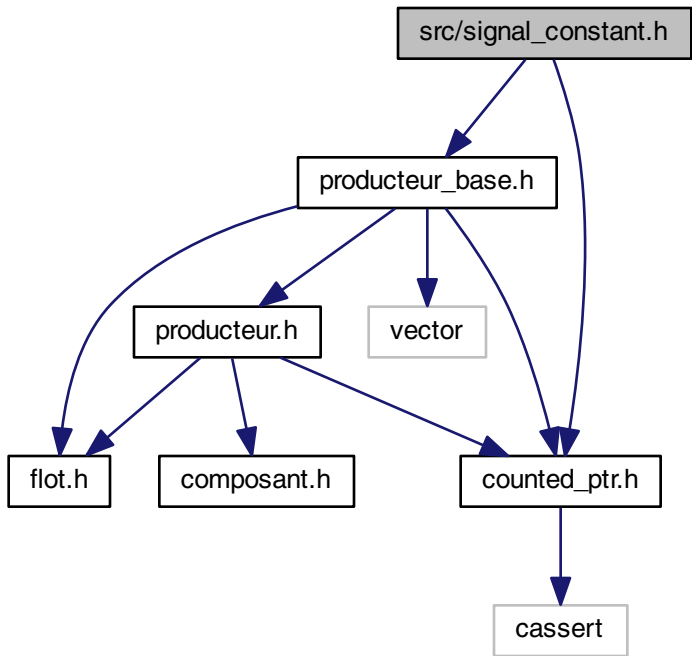 src/signal_constant.h
producteur_base.h
producteur.h
vector
flot.h
composant.h
counted_ptr.h
cassert